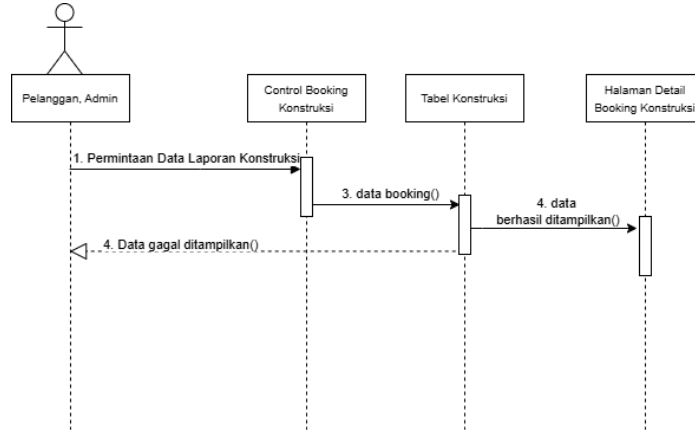 Pelanggan, Admin
Control Booking
Konstruksi
Tabel Konstruksi
Halaman Detail
Booking Konstruksi
1. Permintaan Data Laporan Konstruksi
3. data booking()
4. data
berhasil ditampilkan()
4. Data gagal ditampilkan()